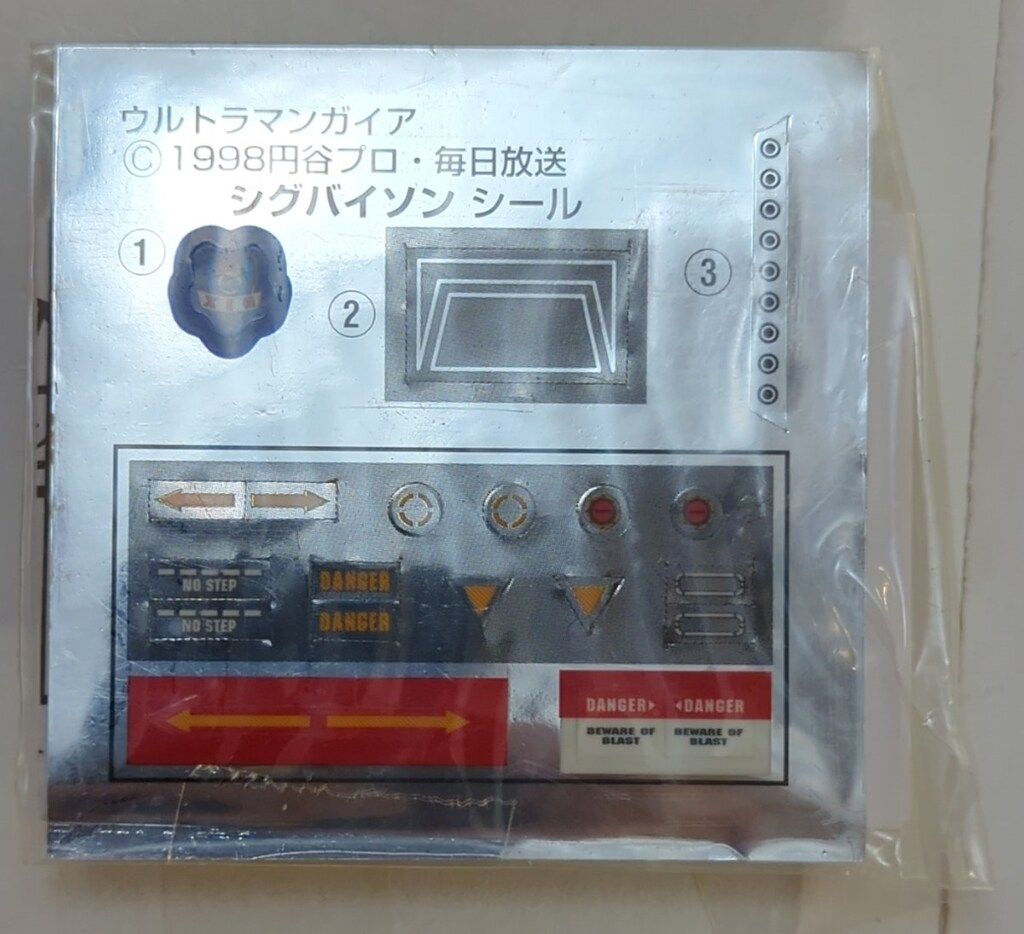 ウルトラマンガイア
©1998円谷プロ・毎日放送
シグバイソン シール
①
②
③
XIG
NO STEP
NO STEP
DANGER
DANGER
DANGER▶ ◀DANGER
BEWARE OF BLAST
BEWARE OF BLAST